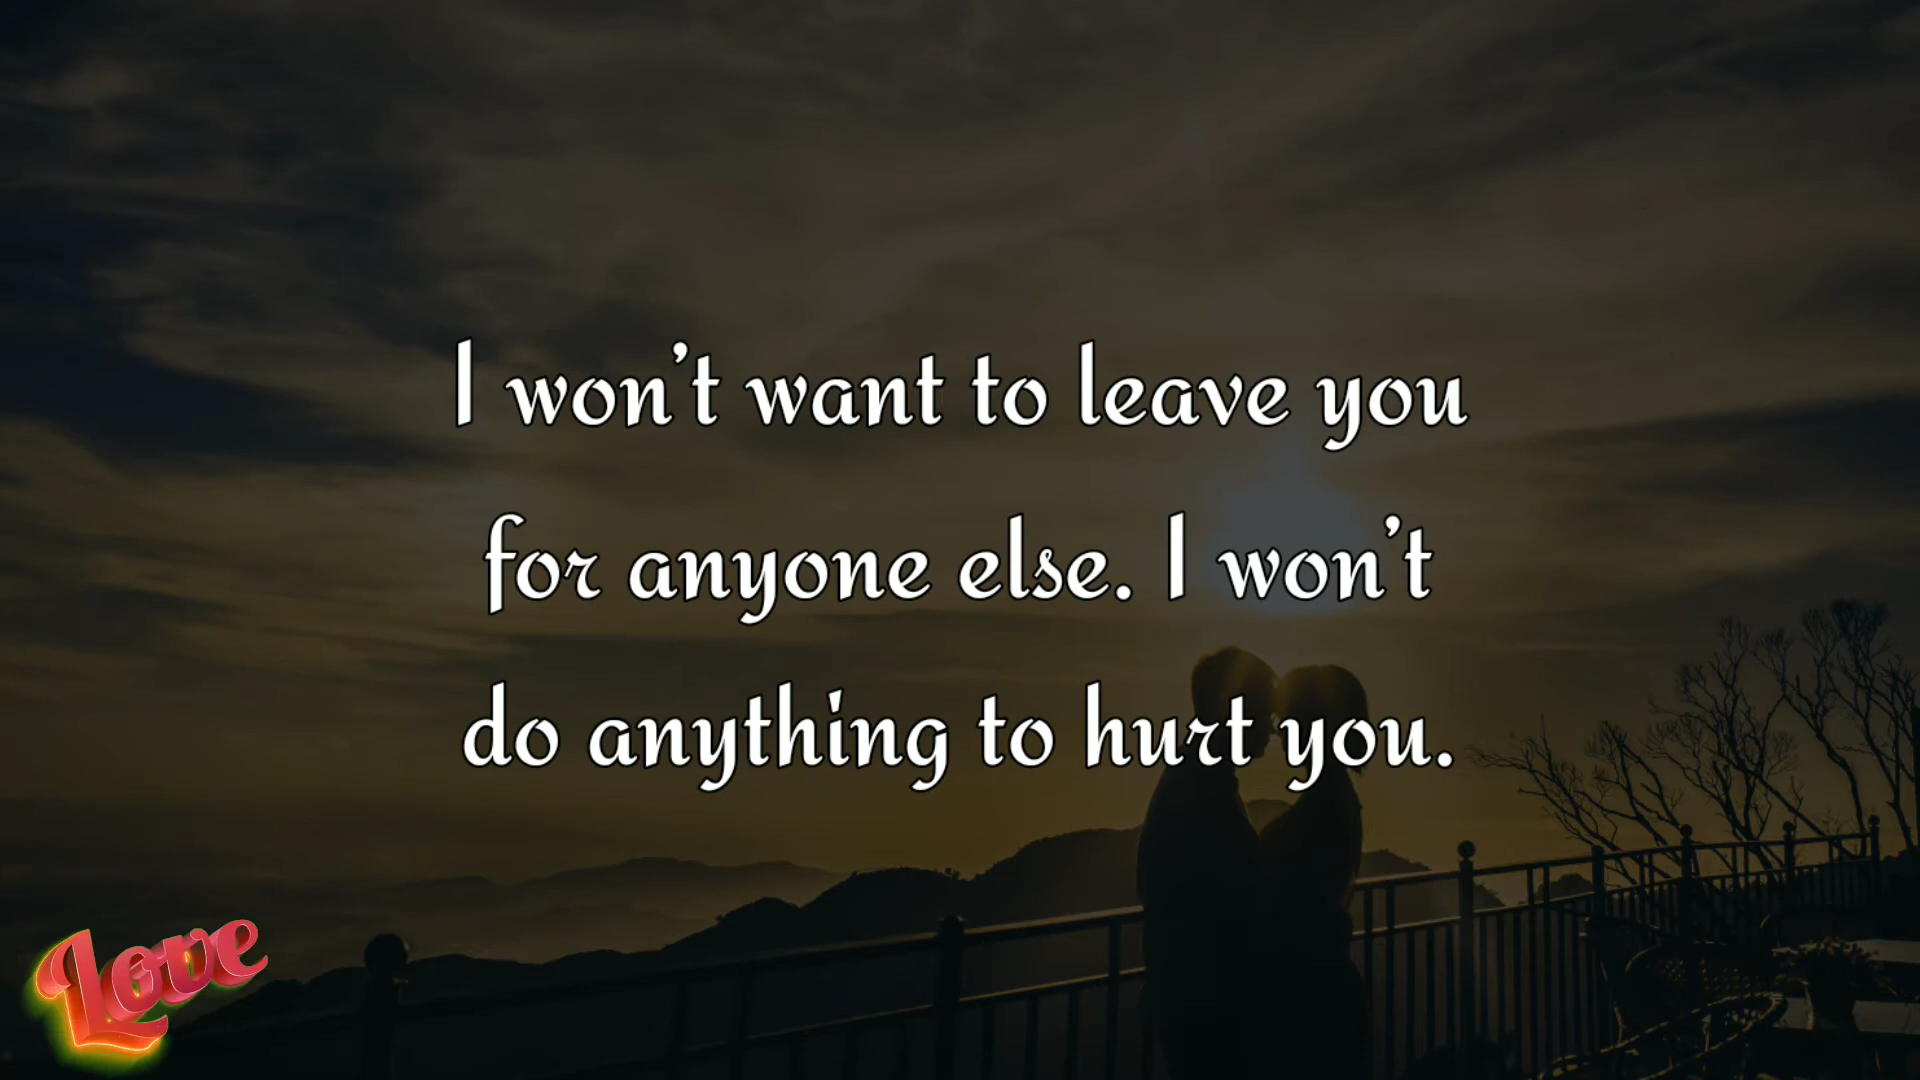 I won't want to leave you
for anyone else. I won't
do anything to hurt you.
Love